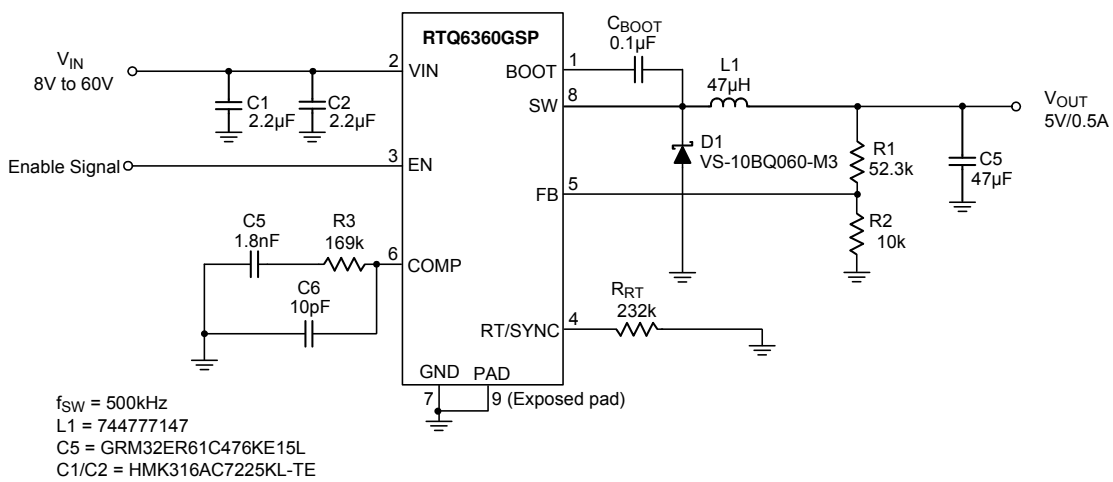 RTQ6360GSP
VIN
8V to 60V
2
VIN
C1
2.2µF
C2
2.2µF
Enable Signal
3
EN
C5
1.8nF
R3
169k
6
COMP
C6
10pF
GND
7
PAD
9 (Exposed pad)
BOOT
1
CBOOT
0.1µF
SW
8
L1
47µH
VOUT
5V/0.5A
D1
VS-10BQ060-M3
R1
52.3k
C5
47µF
FB
5
R2
10k
RT/SYNC
4
RRT
232k
fSW = 500kHz
L1 = 744777147
C5 = GRM32ER61C476KE15L
C1/C2 = HMK316AC7225KL-TE